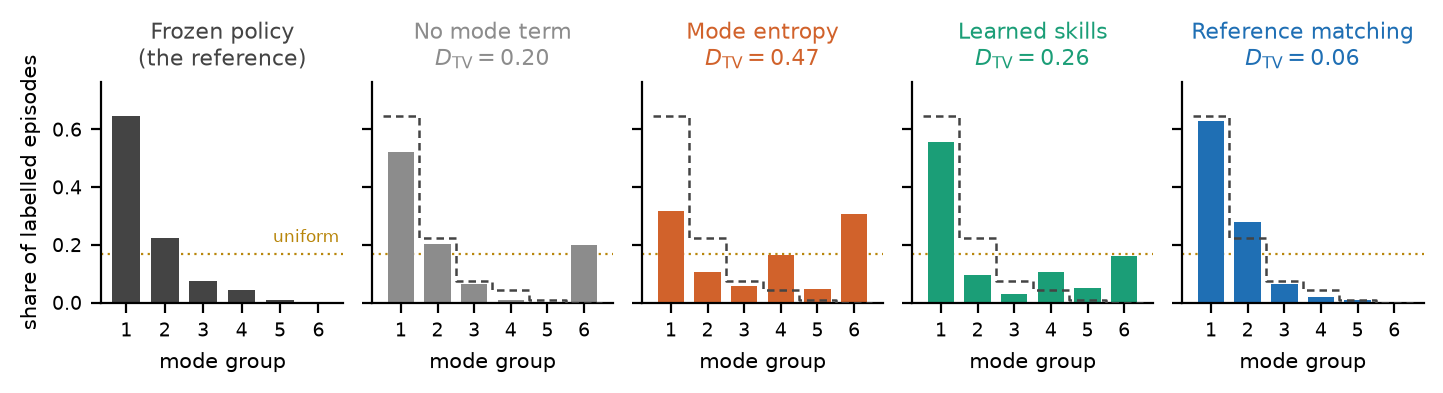 Frozen policy
(the reference)
No mode term
D_TV = 0.20
Mode entropy
D_TV = 0.47
Learned skills
D_TV = 0.26
Reference matching
D_TV = 0.06
share of labelled episodes
0.6
0.4
0.2
0.0
uniform
1 2 3 4 5 6
mode group
1 2 3 4 5 6
mode group
1 2 3 4 5 6
mode group
1 2 3 4 5 6
mode group
1 2 3 4 5 6
mode group